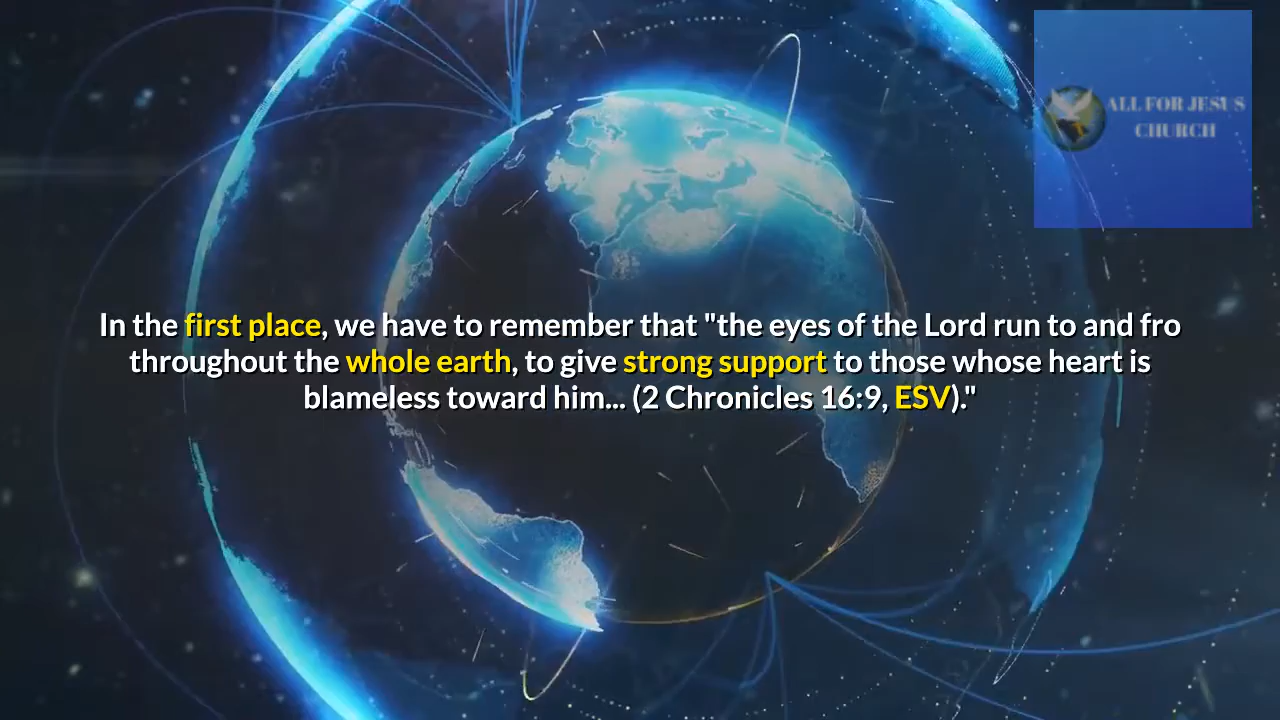 ALL FOR JESUS
CHURCH
In the first place, we have to remember that "the eyes of the Lord run to and fro
throughout the whole earth, to give strong support to those whose heart is
blameless toward him... (2 Chronicles 16:9, ESV)."